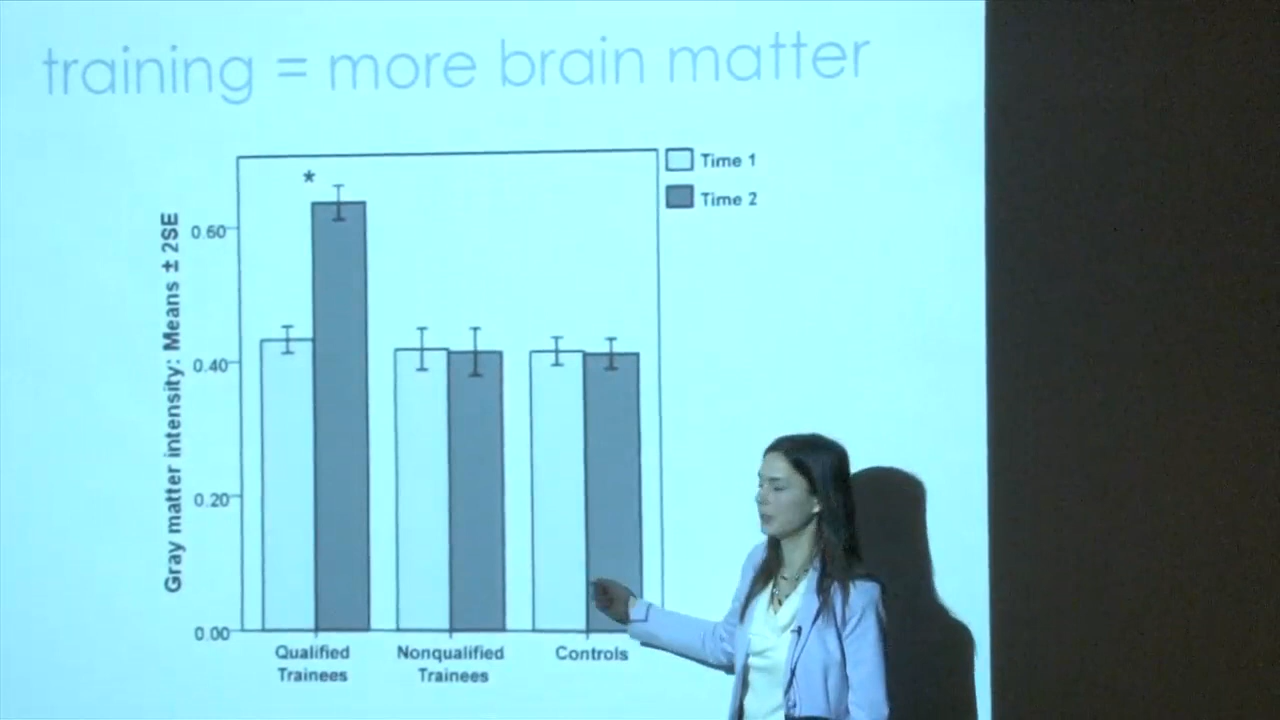 training = more brain matter
*
Time 1
Time 2
Gray matter intensity: Means ± 2SE
0.60
0.40
0.20
0.00
Qualified
Trainees
Nonqualified
Trainees
Controls